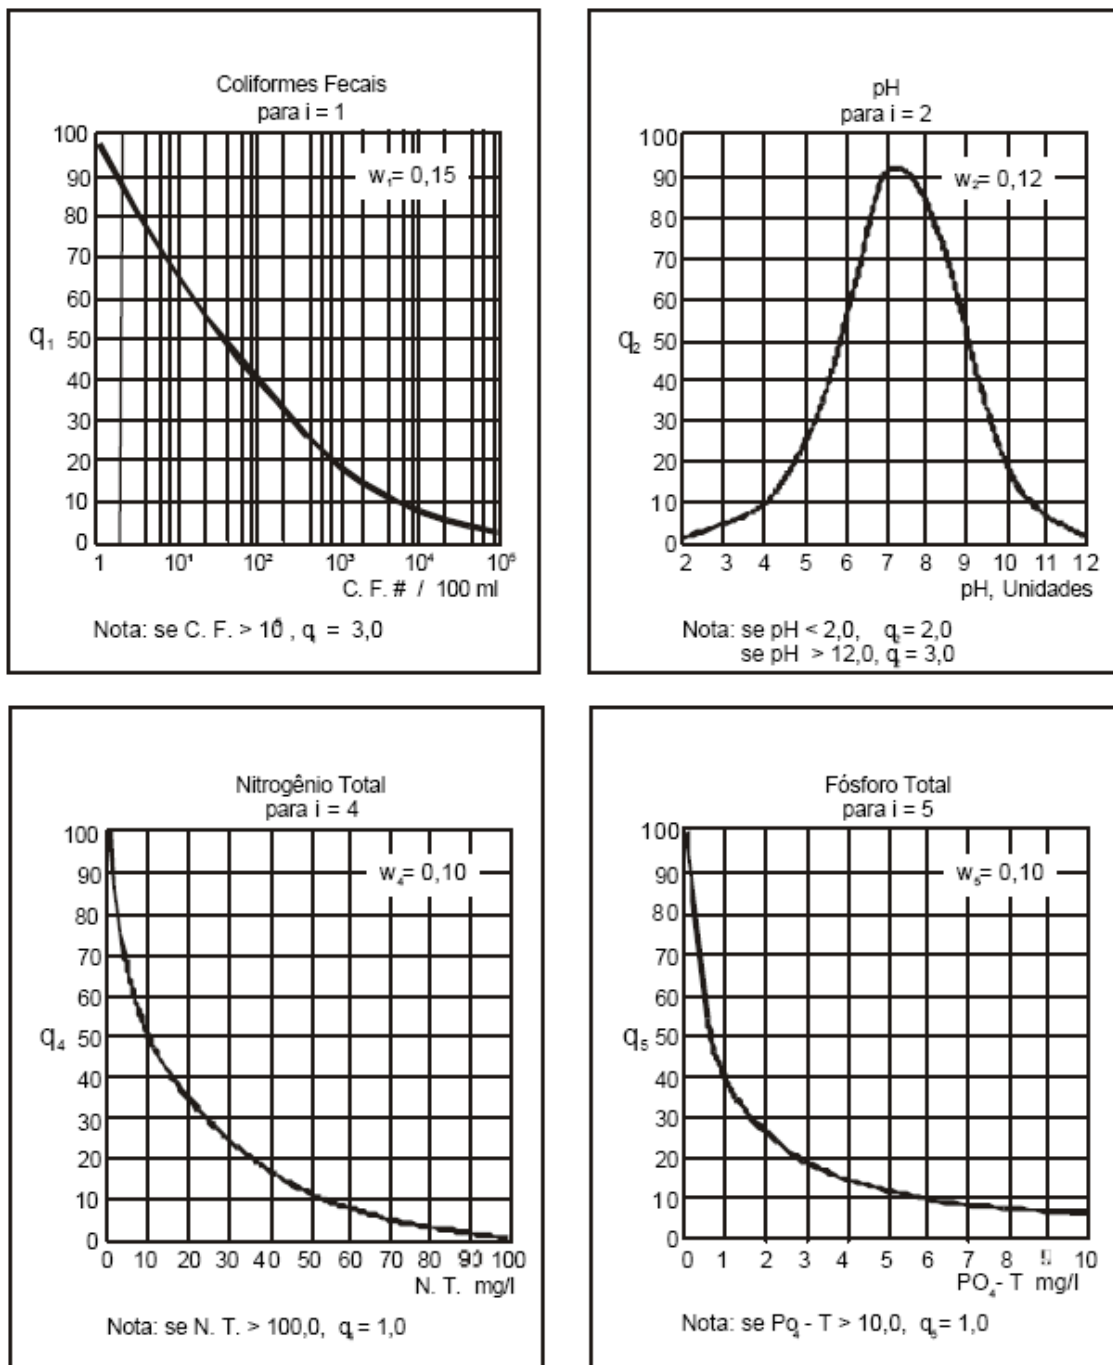 Coliformes Fecais
para i = 1
100
90
80
70
60
50
40
30
20
10
0
q₁
w₁= 0,15
1 10¹ 10² 10³ 10⁴ 10⁵
C. F. # / 100 ml
Nota: se C. F. > 10⁵ , q₁ = 3,0
pH
para i = 2
100
90
80
70
60
50
40
30
20
10
0
q₂
w₂= 0,12
2 3 4 5 6 7 8 9 10 11 12
pH, Unidades
Nota: se pH < 2,0, q₂ = 2,0
se pH > 12,0, q₂ = 3,0
Nitrogênio Total
para i = 4
100
90
80
70
60
50
40
30
20
10
0
q₄
w₄= 0,10
0 10 20 30 40 50 60 70 80 90 100
N. T. mg/l
Nota: se N. T. > 100,0, q₄ = 1,0
Fósforo Total
para i = 5
100
90
80
70
60
50
40
30
20
10
0
q₅
w₅= 0,10
0 1 2 3 4 5 6 7 8 9 10
PO₄- T mg/l
Nota: se Po₄ - T > 10,0, q₅ = 1,0